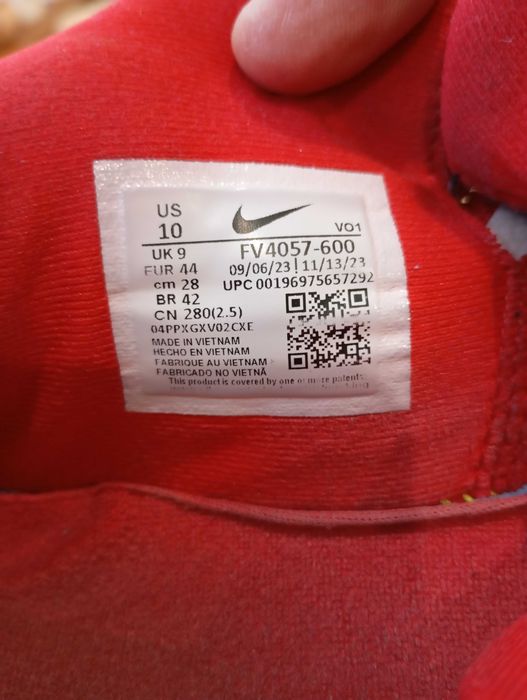 US
10
VO1
UK 9
FV4057-600
EUR 44
09/06/23 | 11/13/23
cm 28
UPC 00196975657292
BR 42
CN 280(2.5)
04PPXGXV02CXE
MADE IN VIETNAM
HECHO EN VIETNAM
FABRIQUE AU VIETNAM
FABRICADO NO VIETNÃ
This product is covered by one or more patents